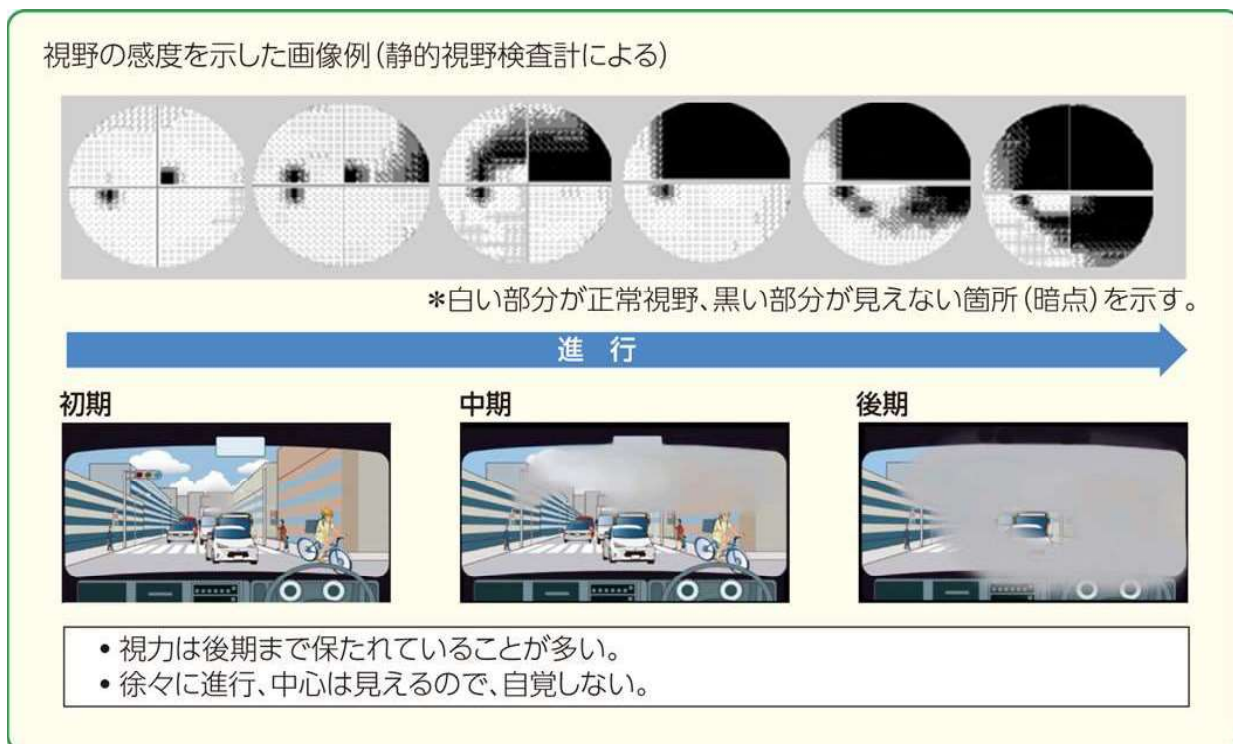 視野の感度を示した画像例(静的視野検査計による)
＊白い部分が正常視野、黒い部分が見えない箇所(暗点)を示す。
進 行
初期
中期
後期
• 視力は後期まで保たれていることが多い。
• 徐々に進行、中心は見えるので、自覚しない。